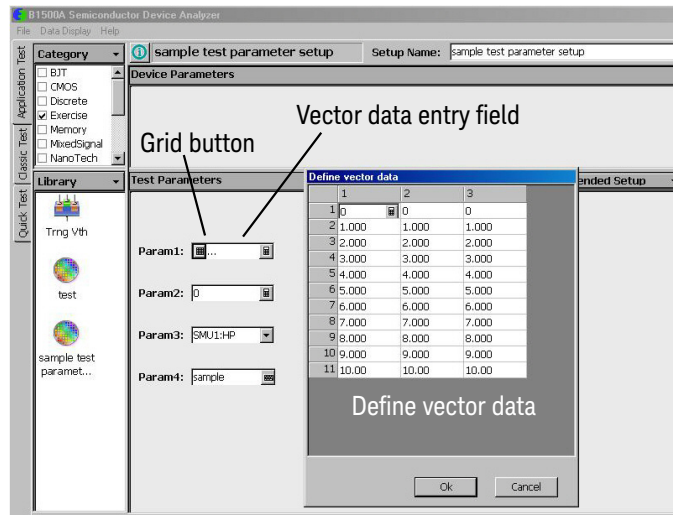 B1500A Semiconductor Device Analyzer
File Data Display Help
Application Test
Classic Test
Quick Test
Category
BJT
CMOS
Discrete
Exercise
Memory
MixedSignal
NanoTech
Library
Trng Vth
test
sample test
paramet...
sample test parameter setup
Setup Name: sample test parameter setup
Device Parameters
Vector data entry field
Grid button
Test Parameters
ended Setup
Param1: ...
Param2: 0
Param3: SMU1:HP
Param4: sample
Define vector data
1 2 3
1 0 0 0
2 1.000 1.000 1.000
3 2.000 2.000 2.000
4 3.000 3.000 3.000
5 4.000 4.000 4.000
6 5.000 5.000 5.000
7 6.000 6.000 6.000
8 7.000 7.000 7.000
9 8.000 8.000 8.000
10 9.000 9.000 9.000
11 10.00 10.00 10.00
Define vector data
Ok Cancel